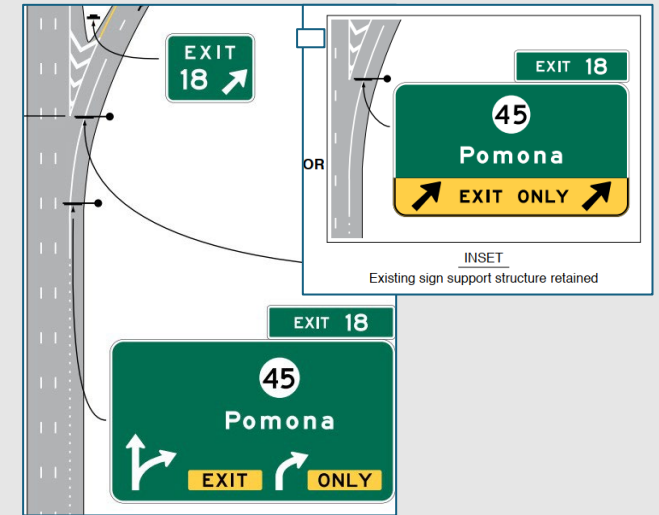 EXIT
18
OR
EXIT 18
45
Pomona
EXIT ONLY
INSET
Existing sign support structure retained
EXIT 18
45
Pomona
EXIT ONLY